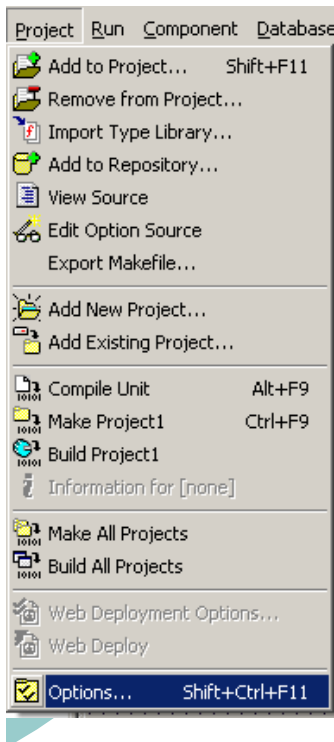 Project Run Component Database
Add to Project... Shift+F11
Remove from Project...
Import Type Library...
Add to Repository...
View Source
Edit Option Source
Export Makefile...
Add New Project...
Add Existing Project...
Compile Unit Alt+F9
Make Project1 Ctrl+F9
Build Project1
Information for [none]
Make All Projects
Build All Projects
Web Deployment Options...
Web Deploy
Options... Shift+Ctrl+F11